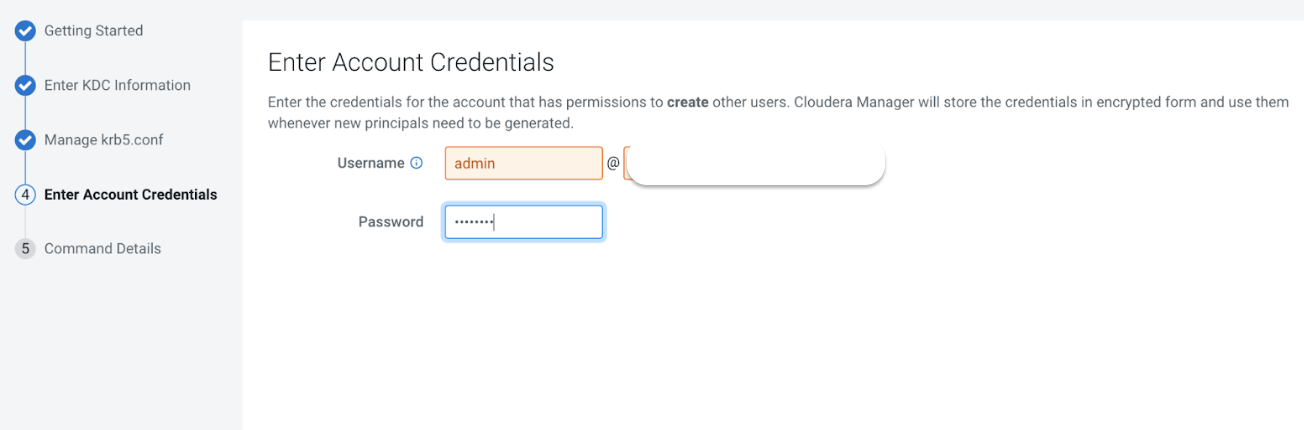 Getting Started
Enter KDC Information
Manage krb5.conf
4 Enter Account Credentials
5 Command Details
Enter Account Credentials
Enter the credentials for the account that has permissions to create other users. Cloudera Manager will store the credentials in encrypted form and use them
whenever new principals need to be generated.
Username admin @
Password ••••••••